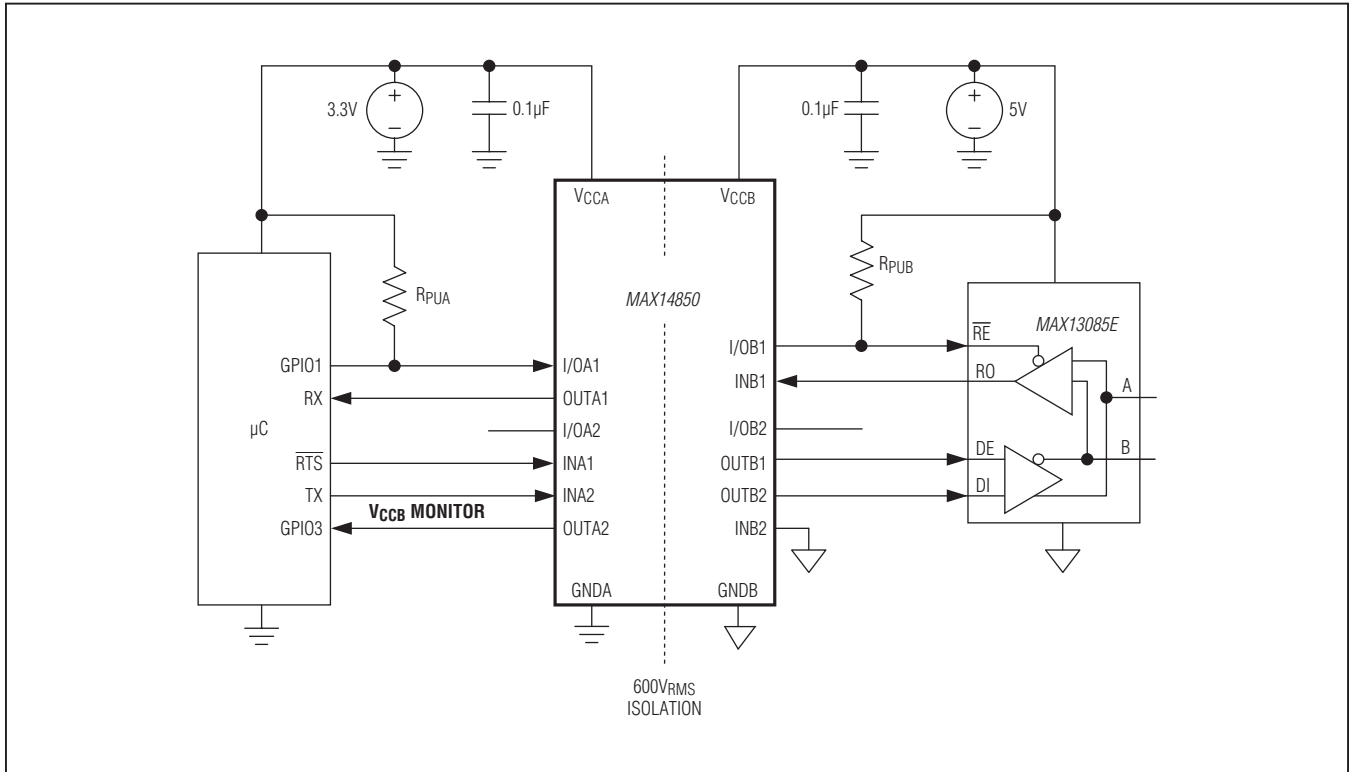 3.3V
0.1µF
0.1µF
5V
VCCA
VCCB
RPUA
RPUB
MAX14850
MAX13085E
µC
GPIO1
RX
RTS
TX
GPIO3
VCCB MONITOR
I/OA1
OUTA1
I/OA2
INA1
INA2
OUTA2
GNDA
I/OB1
INB1
I/OB2
OUTB1
OUTB2
INB2
GNDB
RE
RO
DE
DI
A
B
600VRMS
ISOLATION